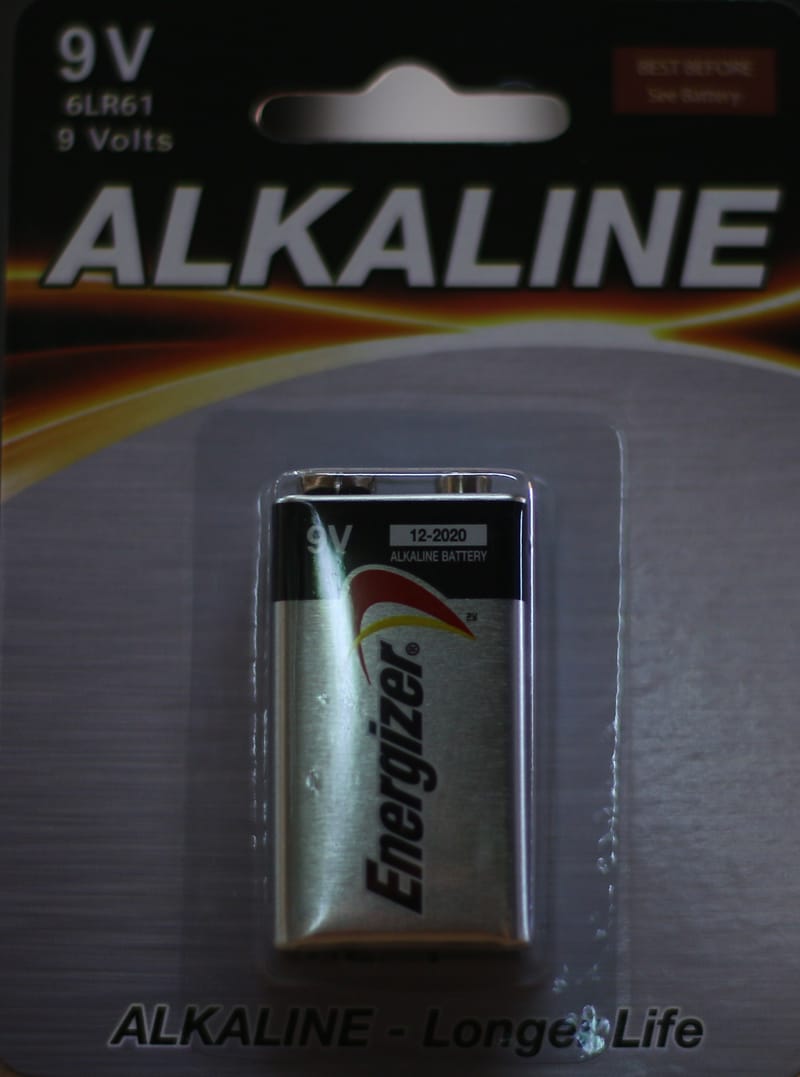 9V
6LR61
9 Volts
BEST BEFORE
See Battery
ALKALINE
9V
12-2020
ALKALINE BATTERY
Energizer®
ALKALINE - Longer Life